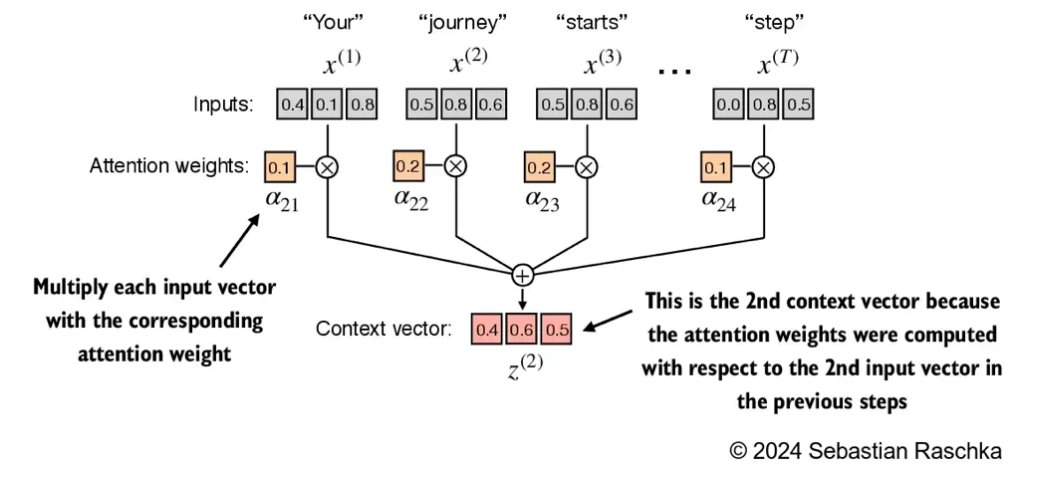 “Your” “journey” “starts” “step”
x^(1) x^(2) x^(3) ... x^(T)
Inputs: 0.4 0.1 0.8 0.5 0.8 0.6 0.5 0.8 0.6 0.0 0.8 0.5
Attention weights: 0.1 0.2 0.2 0.1
α21 α22 α23 α24
Multiply each input vector
with the corresponding
attention weight
Context vector: 0.4 0.6 0.5
z^(2)
This is the 2nd context vector because
the attention weights were computed
with respect to the 2nd input vector in
the previous steps
© 2024 Sebastian Raschka